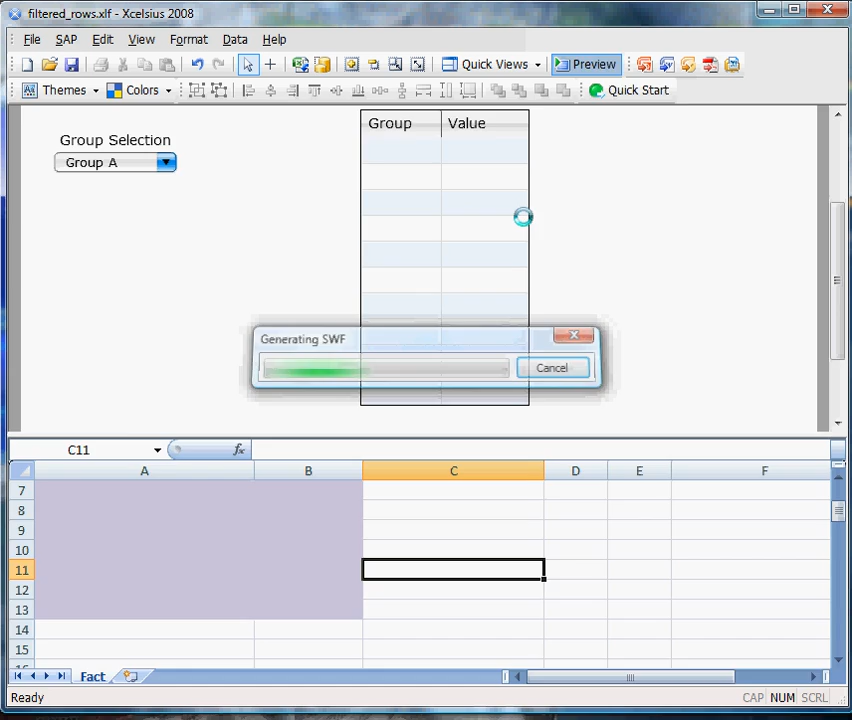 filtered_rows.xlf - Xcelsius 2008
File SAP Edit View Format Data Help
Quick Views Preview
Themes Colors Quick Start
Group Selection
Group A
Group Value
Generating SWF
Cancel
C11 fx
A B C D E F
7
8
9
10
11
12
13
14
15
Fact
Ready CAP NUM SCRL